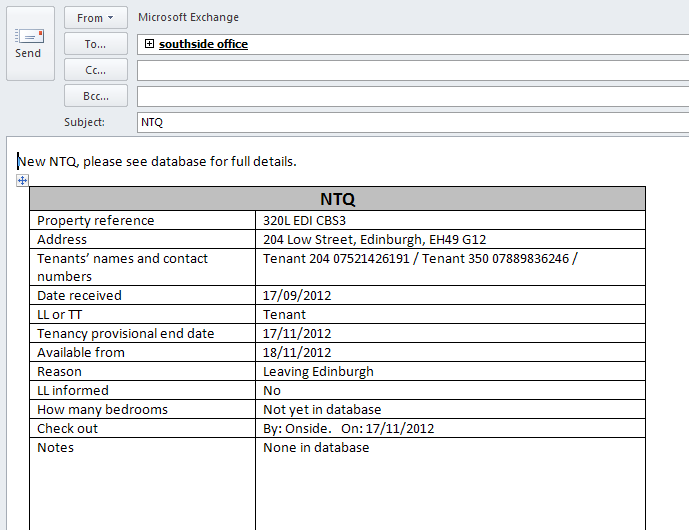 From
Microsoft Exchange
Send
To...
southside office
Cc...
Bcc...
Subject:
NTQ
New NTQ, please see database for full details.
NTQ
Property reference 320L EDI CBS3
Address 204 Low Street, Edinburgh, EH49 G12
Tenants' names and contact numbers Tenant 204 07521426191 / Tenant 350 07889836246 /
Date received 17/09/2012
LL or TT Tenant
Tenancy provisional end date 17/11/2012
Available from 18/11/2012
Reason Leaving Edinburgh
LL informed No
How many bedrooms Not yet in database
Check out By: Onside. On: 17/11/2012
Notes None in database